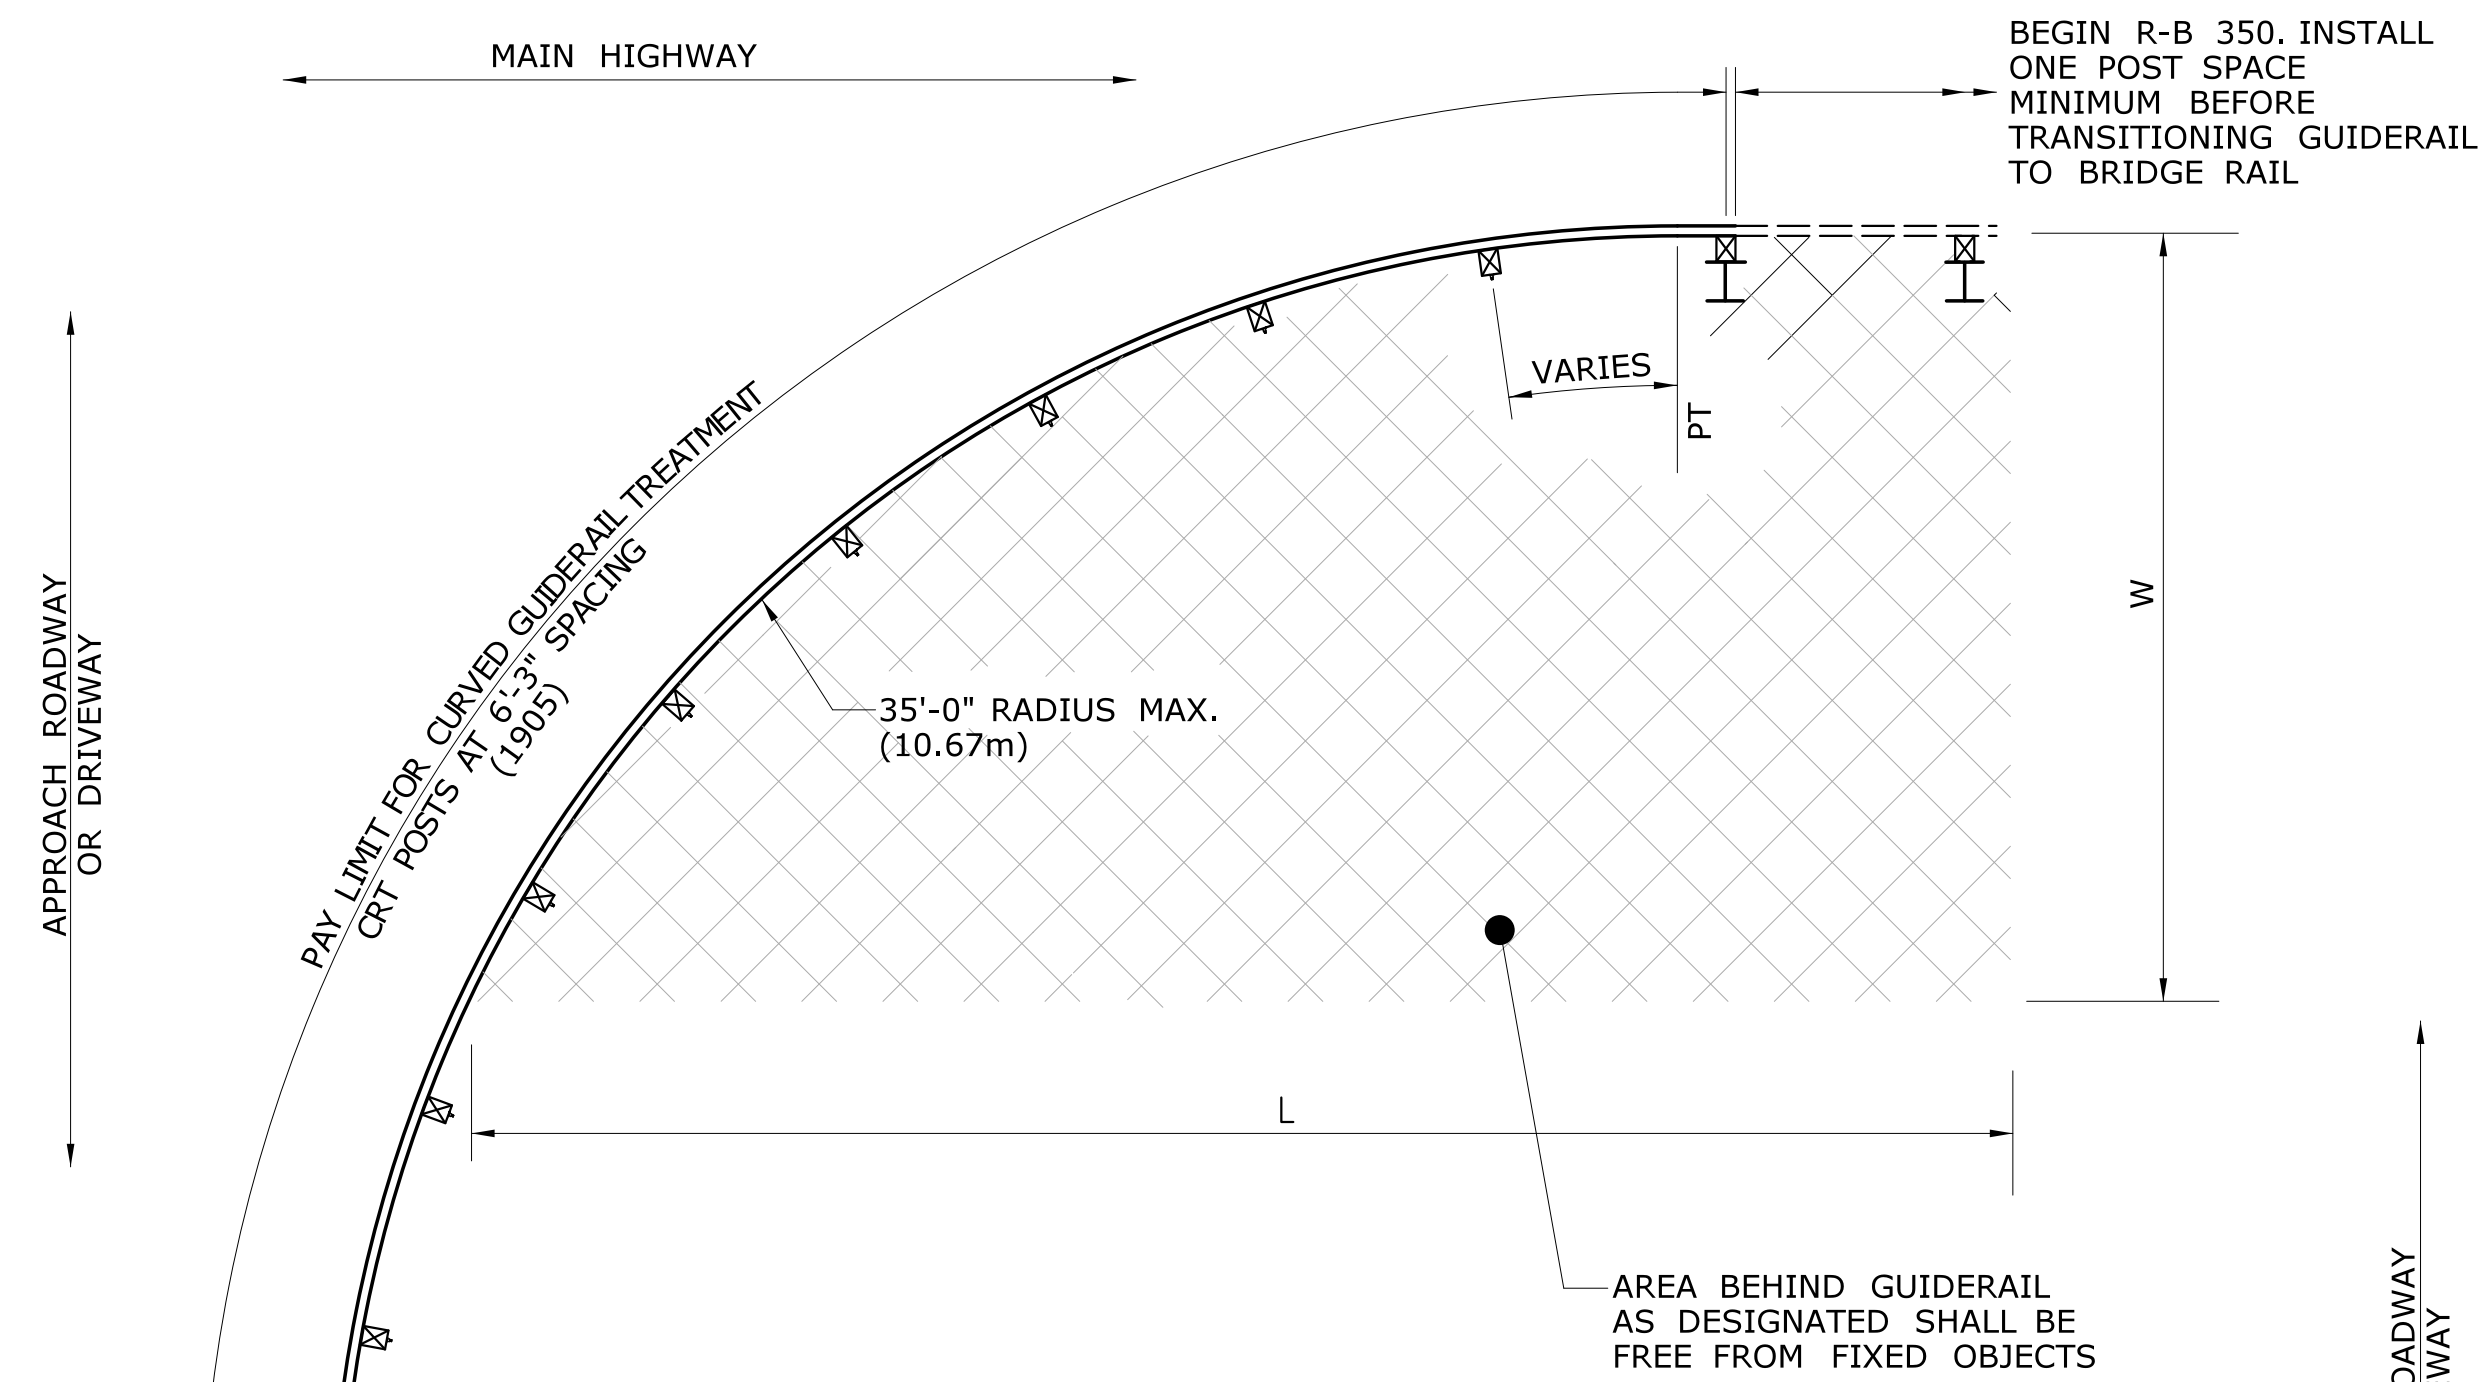 MAIN HIGHWAY
BEGIN R-B 350. INSTALL
ONE POST SPACE
MINIMUM BEFORE
TRANSITIONING GUIDERAIL
TO BRIDGE RAIL
VARIES
PT
PAY LIMIT FOR CURVED GUIDERAIL TREATMENT
CRT POSTS AT 6'-3" SPACING
(1905)
APPROACH ROADWAY
OR DRIVEWAY
W
35'-0" RADIUS MAX.
(10.67m)
L
AREA BEHIND GUIDERAIL
AS DESIGNATED SHALL BE
FREE FROM FIXED OBJECTS
OADWAY
WAY